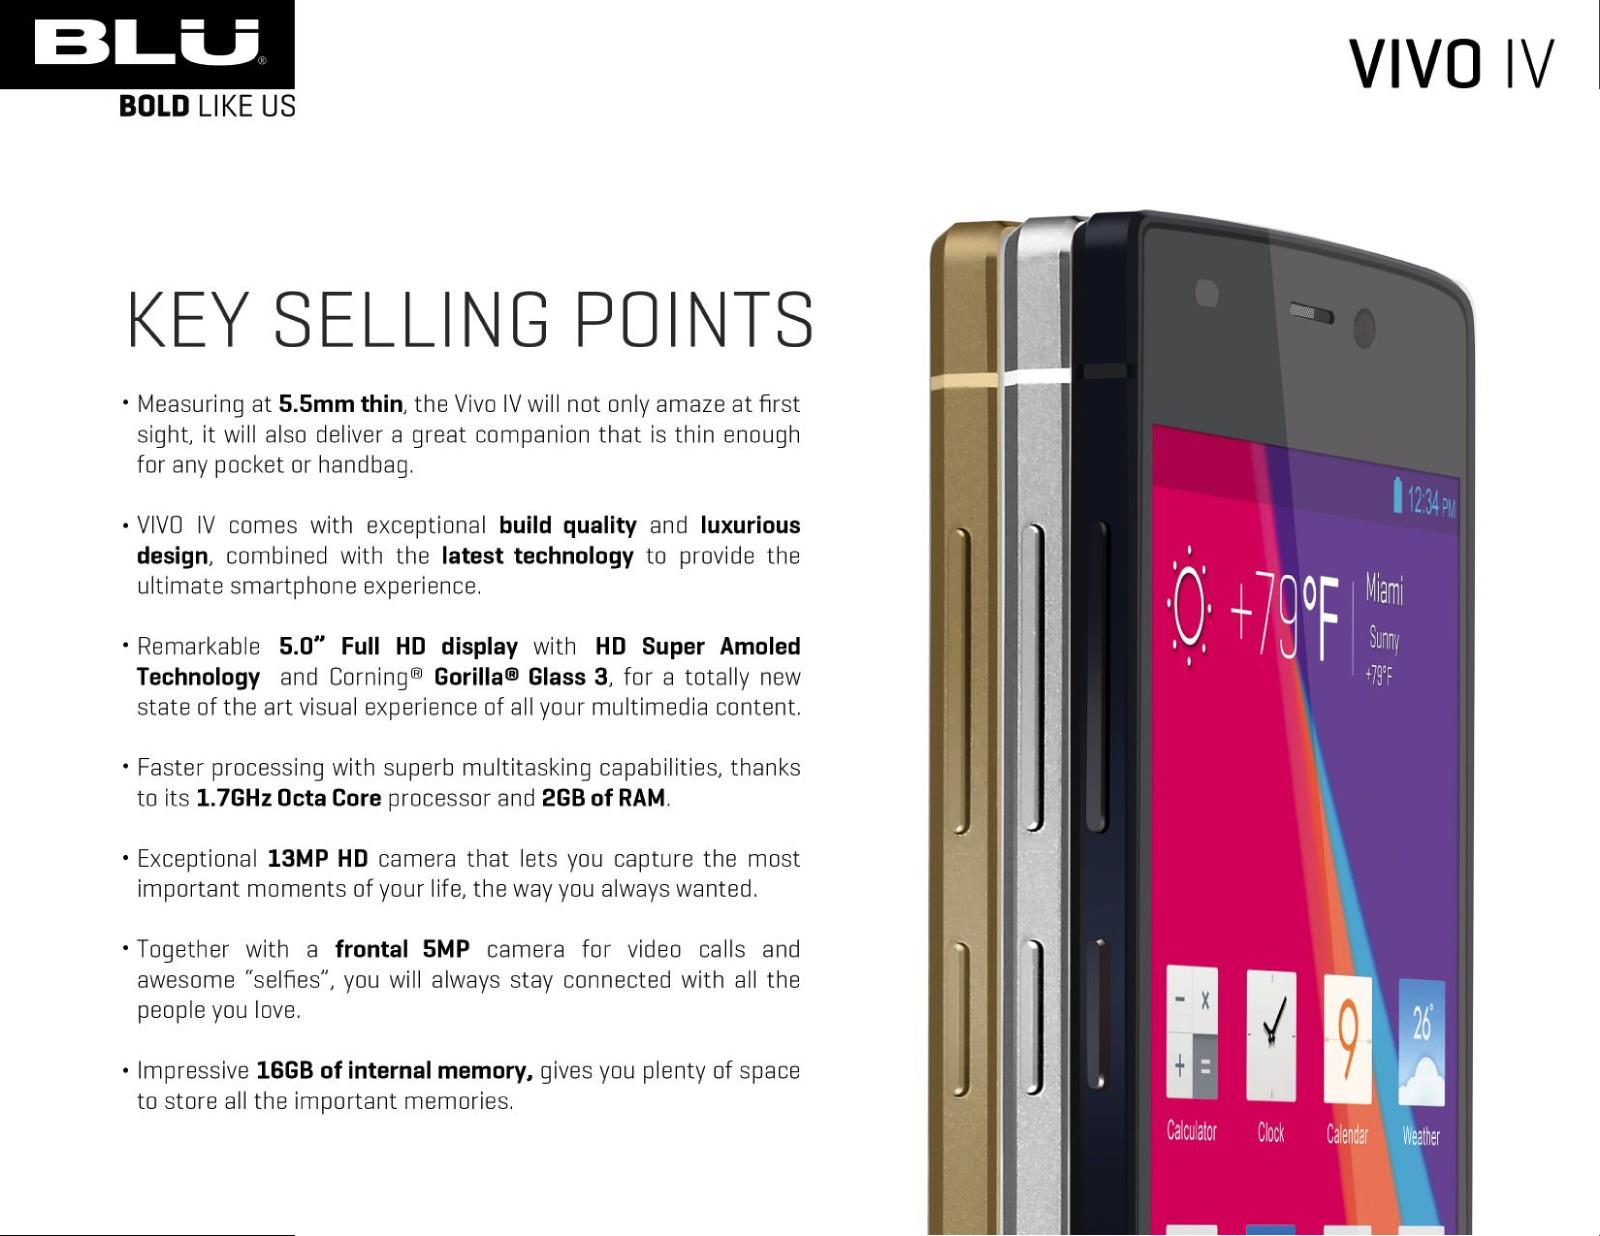 BLU®
BOLD LIKE US
VIVO IV
KEY SELLING POINTS
• Measuring at 5.5mm thin, the Vivo IV will not only amaze at first
sight, it will also deliver a great companion that is thin enough
for any pocket or handbag.
• VIVO IV comes with exceptional build quality and luxurious
design, combined with the latest technology to provide the
ultimate smartphone experience.
• Remarkable 5.0” Full HD display with HD Super Amoled
Technology and Corning® Gorilla® Glass 3, for a totally new
state of the art visual experience of all your multimedia content.
• Faster processing with superb multitasking capabilities, thanks
to its 1.7GHz Octa Core processor and 2GB of RAM.
• Exceptional 13MP HD camera that lets you capture the most
important moments of your life, the way you always wanted.
• Together with a frontal 5MP camera for video calls and
awesome “selfies”, you will always stay connected with all the
people you love.
• Impressive 16GB of internal memory, gives you plenty of space
to store all the important memories.
12:34 PM
+79°F
Miami
Sunny
+79°F
9
26°
Calculator
Clock
Calendar
Weather